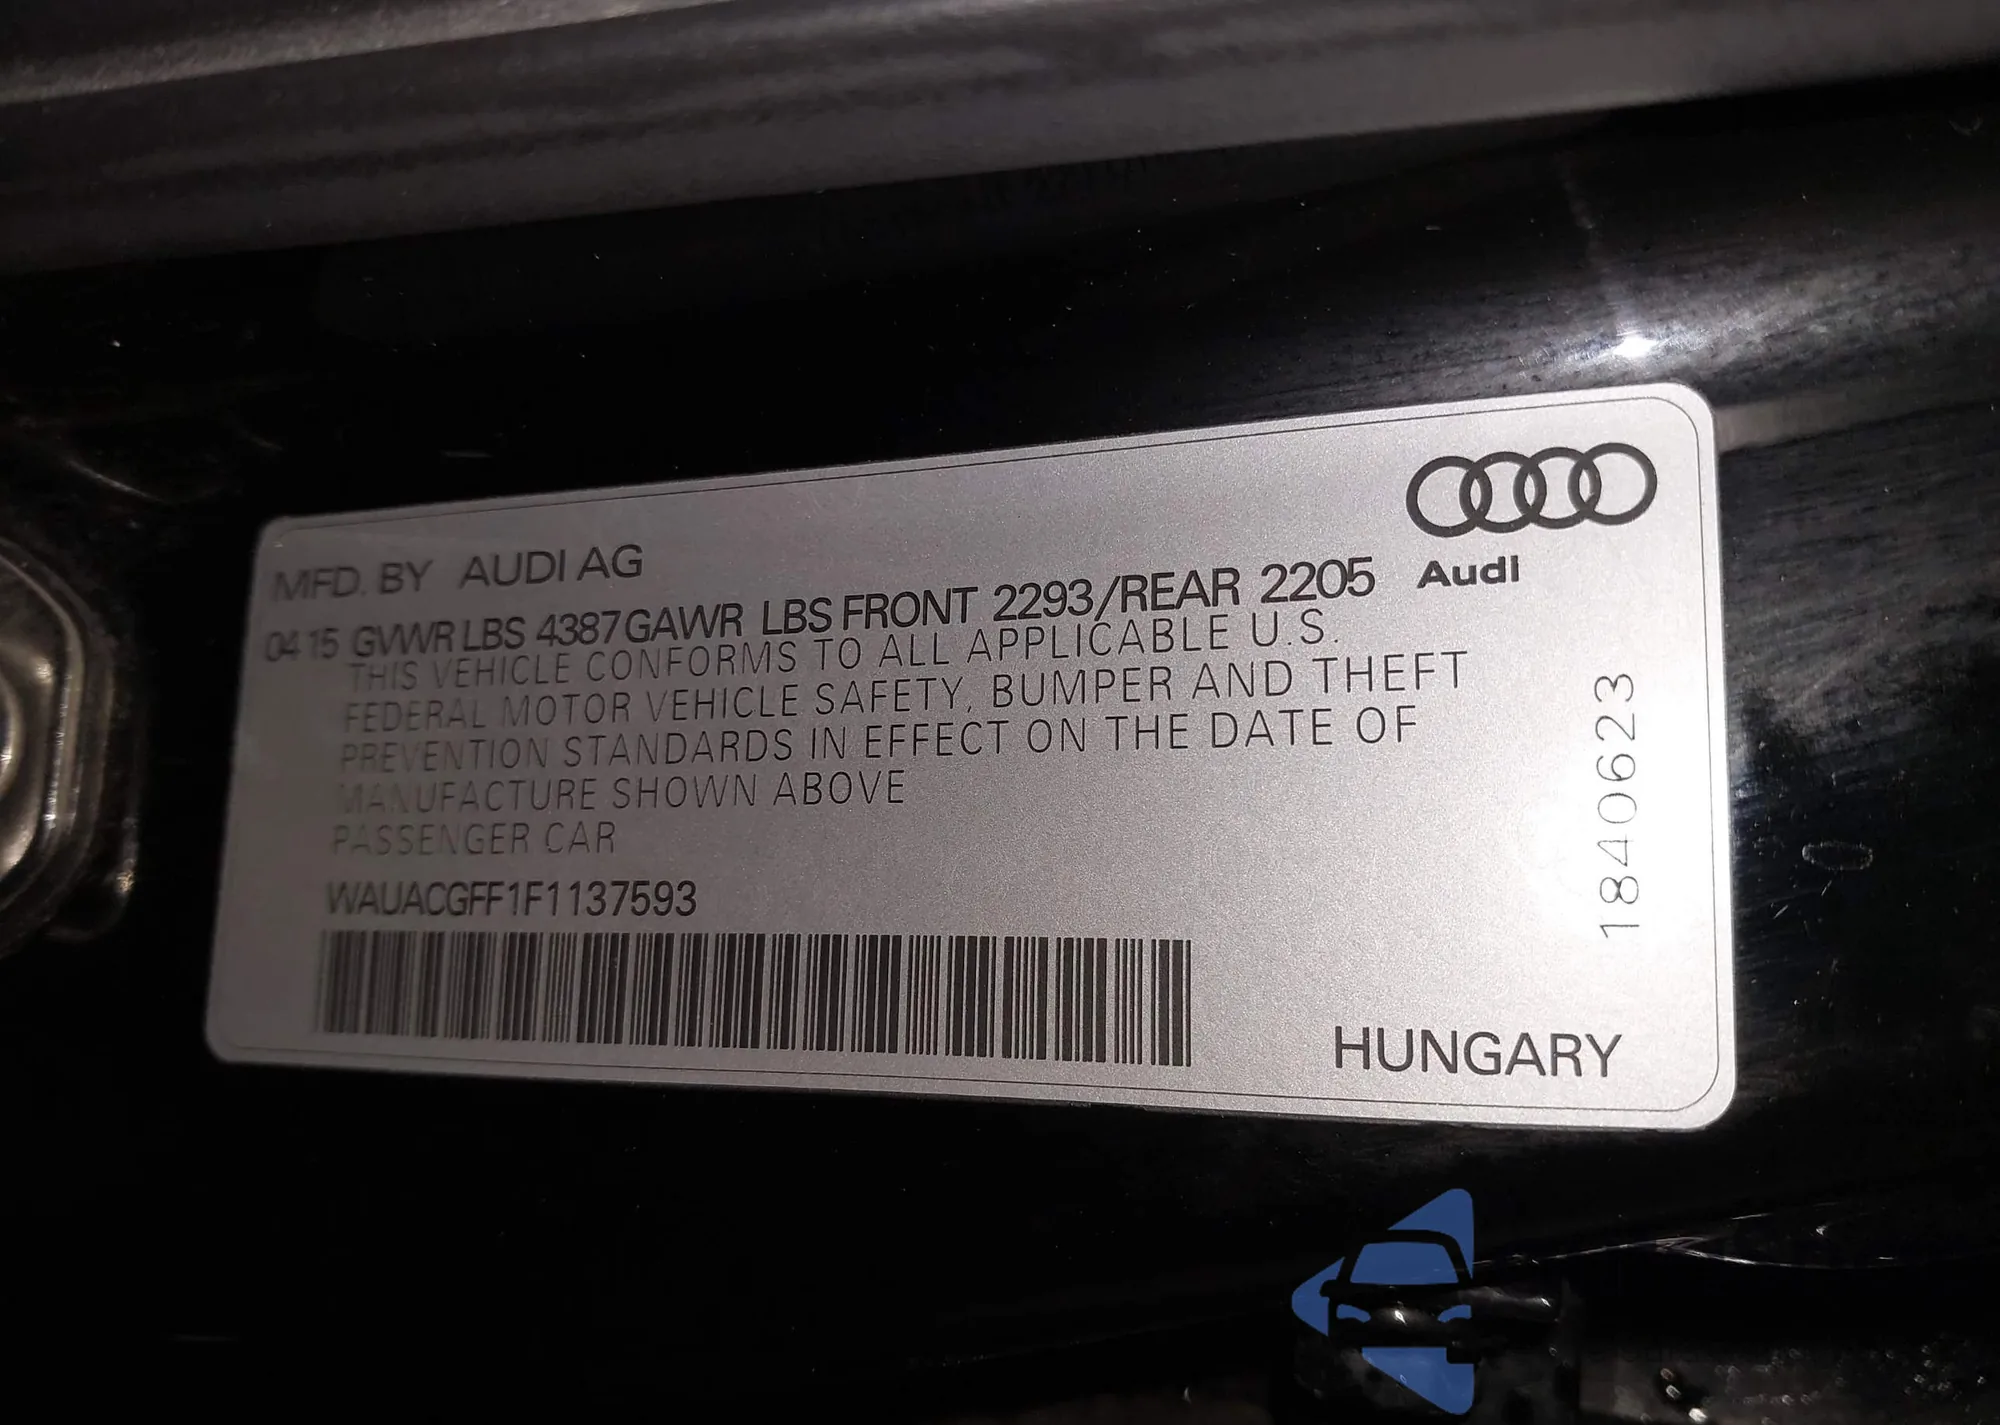 MFD. BY AUDI AG
04 15 GVWR LBS 4387 GAWR LBS FRONT 2293/REAR 2205
Audi
THIS VEHICLE CONFORMS TO ALL APPLICABLE U.S.
FEDERAL MOTOR VEHICLE SAFETY, BUMPER AND THEFT
PREVENTION STANDARDS IN EFFECT ON THE DATE OF
MANUFACTURE SHOWN ABOVE
PASSENGER CAR
WAUACGFF1F1137593
1840623
HUNGARY